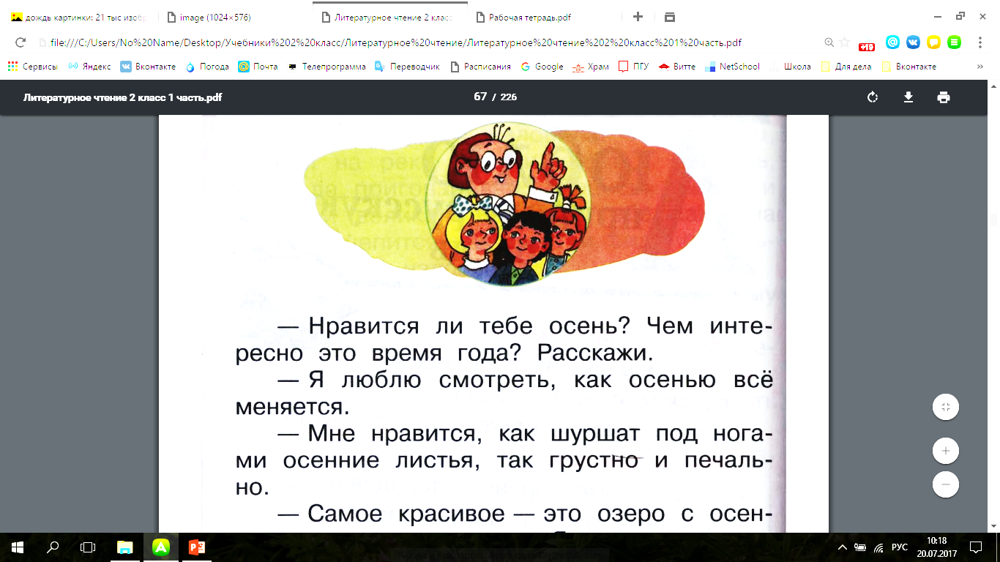 дождь картинки: 21 тыс изобр
image (1024×576)
Литературное чтение 2 класс
Рабочая тетрадь.pdf
file:///C:/Users/No%20Name/Desktop/Учебники%202%20класс/Литературное%20чтение/Литературное%20чтение%202%20класс%201%20часть.pdf
Сервисы Яндекс Вконтакте Погода Почта Телепрограмма Переводчик Расписания Google Храм ПГУ Витте NetSchool Школа Для дела Вконтакте »
Литературное чтение 2 класс 1 часть.pdf
67 / 226
— Нравится ли тебе осень? Чем инте-
ресно это время года? Расскажи.
— Я люблю смотреть, как осенью всё
меняется.
— Мне нравится, как шуршат под нога-
ми осенние листья, так грустно и печаль-
но.
— Самое красивое — это озеро с осен-
РУС
10:18
20.07.2017